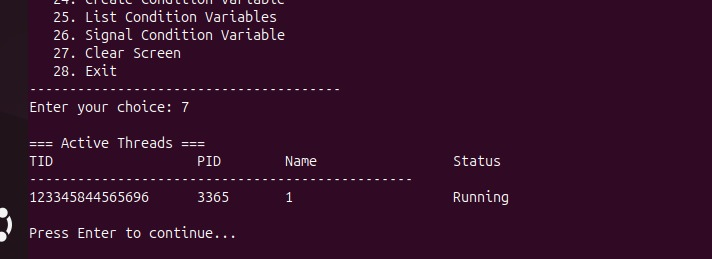 24. Create Condition Variable
25. List Condition Variables
26. Signal Condition Variable
27. Clear Screen
28. Exit
---------------------------------------
Enter your choice: 7
=== Active Threads ===
TID PID Name Status
------------------------------------------------
123345844565696 3365 1 Running
Press Enter to continue...